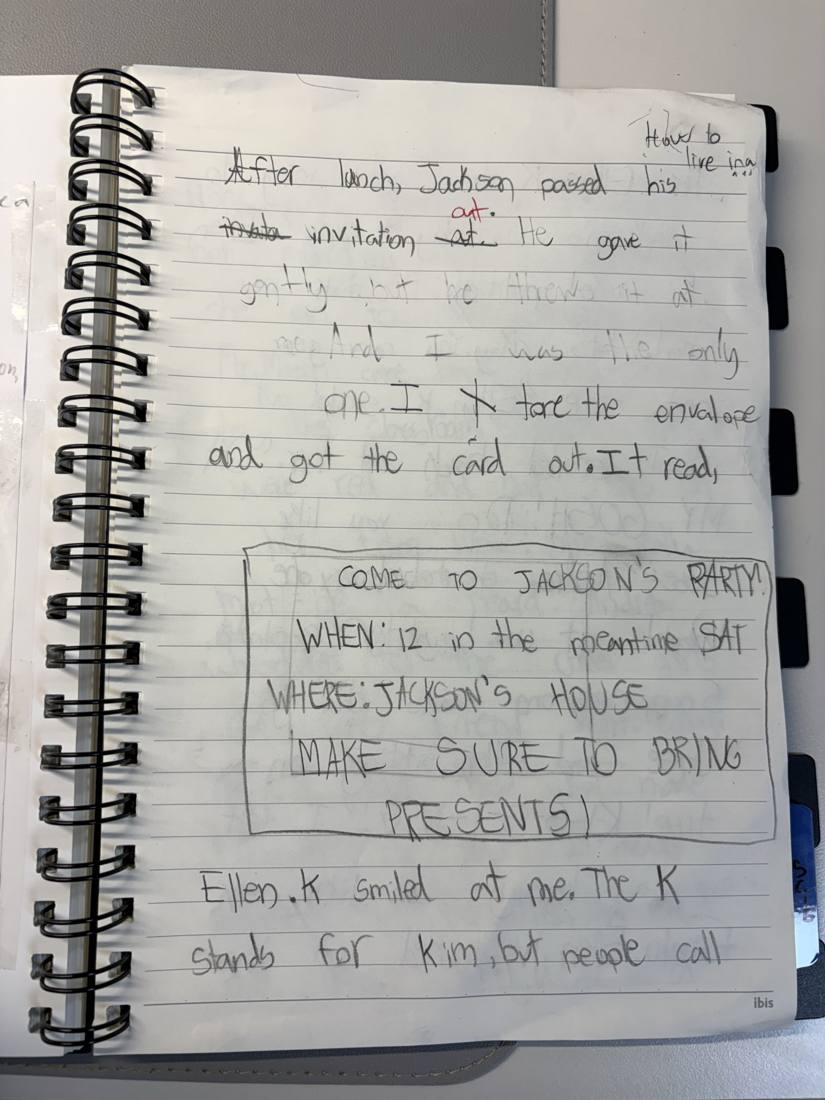 How to
live in a
After lunch, Jackson passed his
out.
invita invitation at. He gave it
gently but he threw it at
me. And I was the only
one. I tore the envalope
and got the card out. It read,
COME TO JACKSON'S PARTY!
WHEN: 12 in the meantime SAT
WHERE: JACKSON'S HOUSE
MAKE SURE TO BRING
PRESENTS!
Ellen.K smiled at me. The K
stands for Kim, but people call
ibis